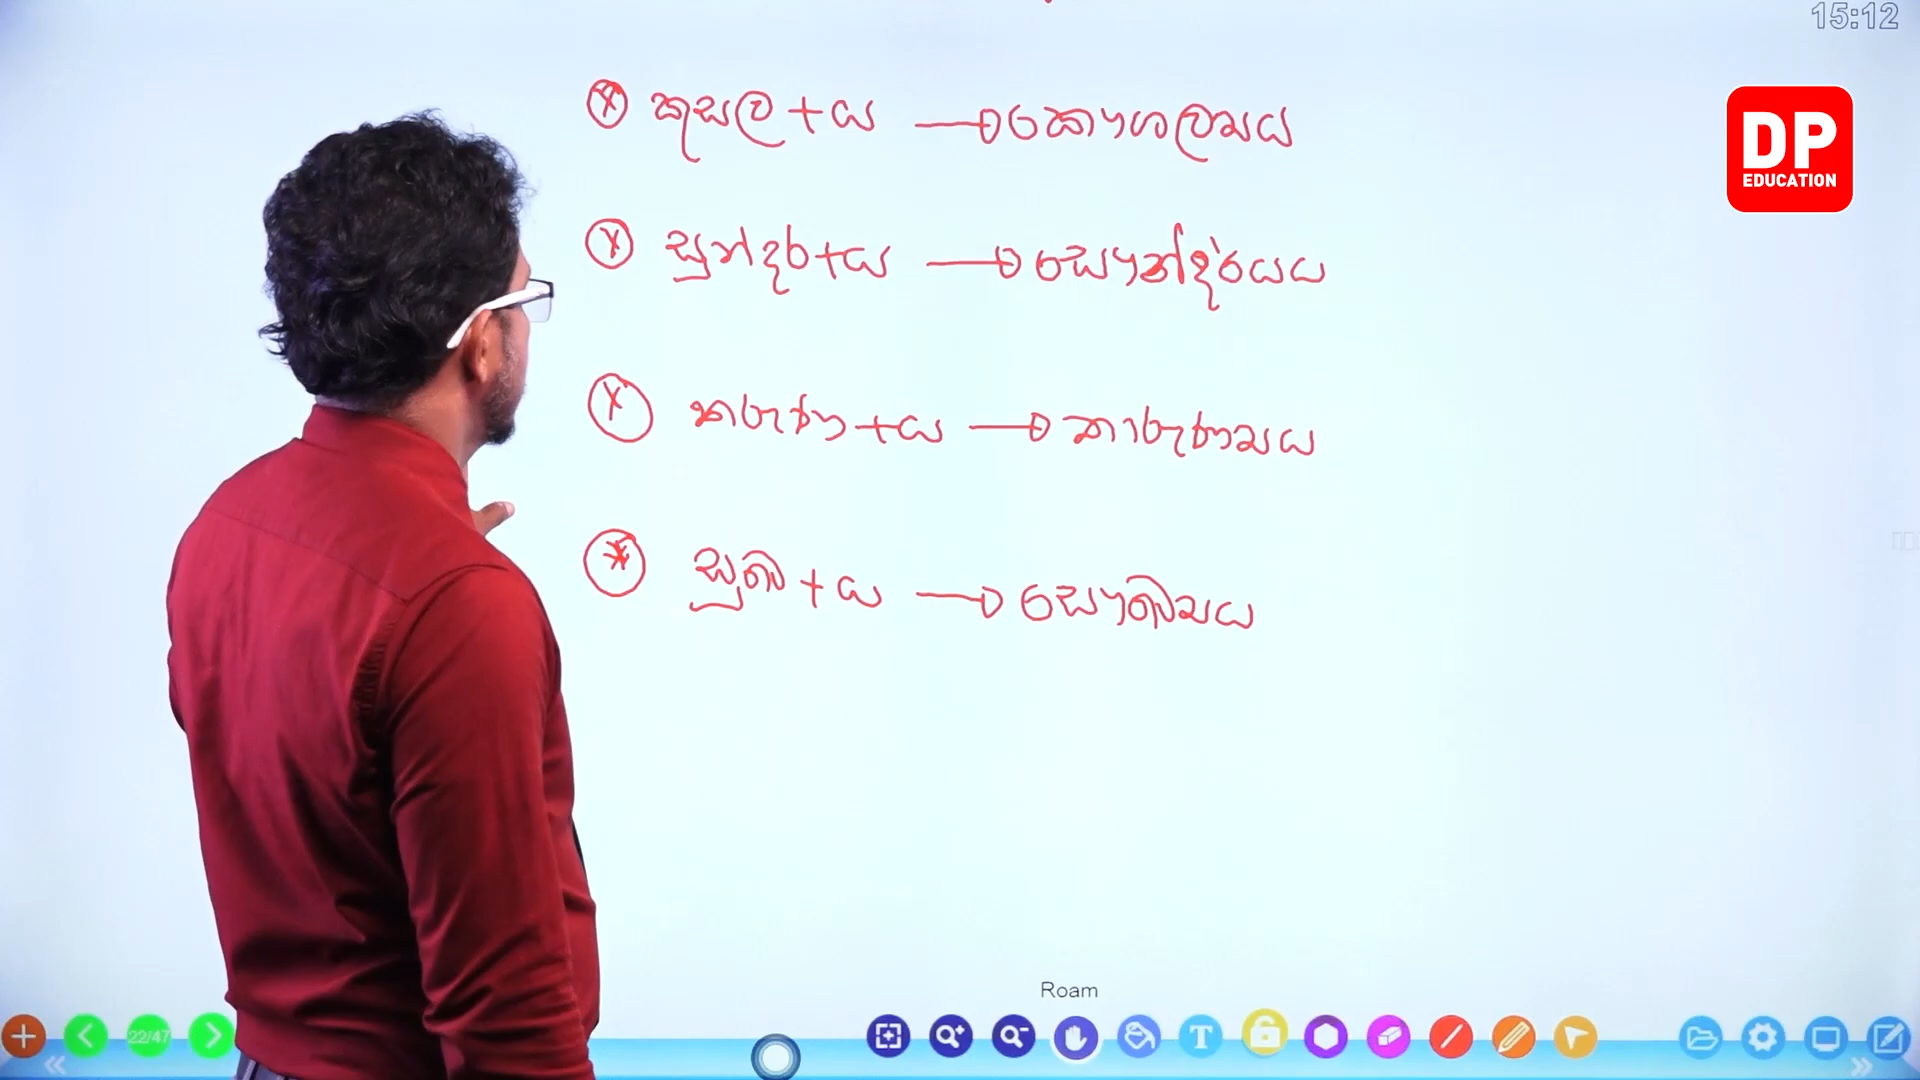 15:12
DP
EDUCATION
කුසල + ය → කෞශල්‍යය
සුන්දර + ය → සෞන්දර්යය
කරුණා + ය → කාරුණ්‍යය
සුඛ + ය → සෞඛ්‍යය
Roam
22/47
T